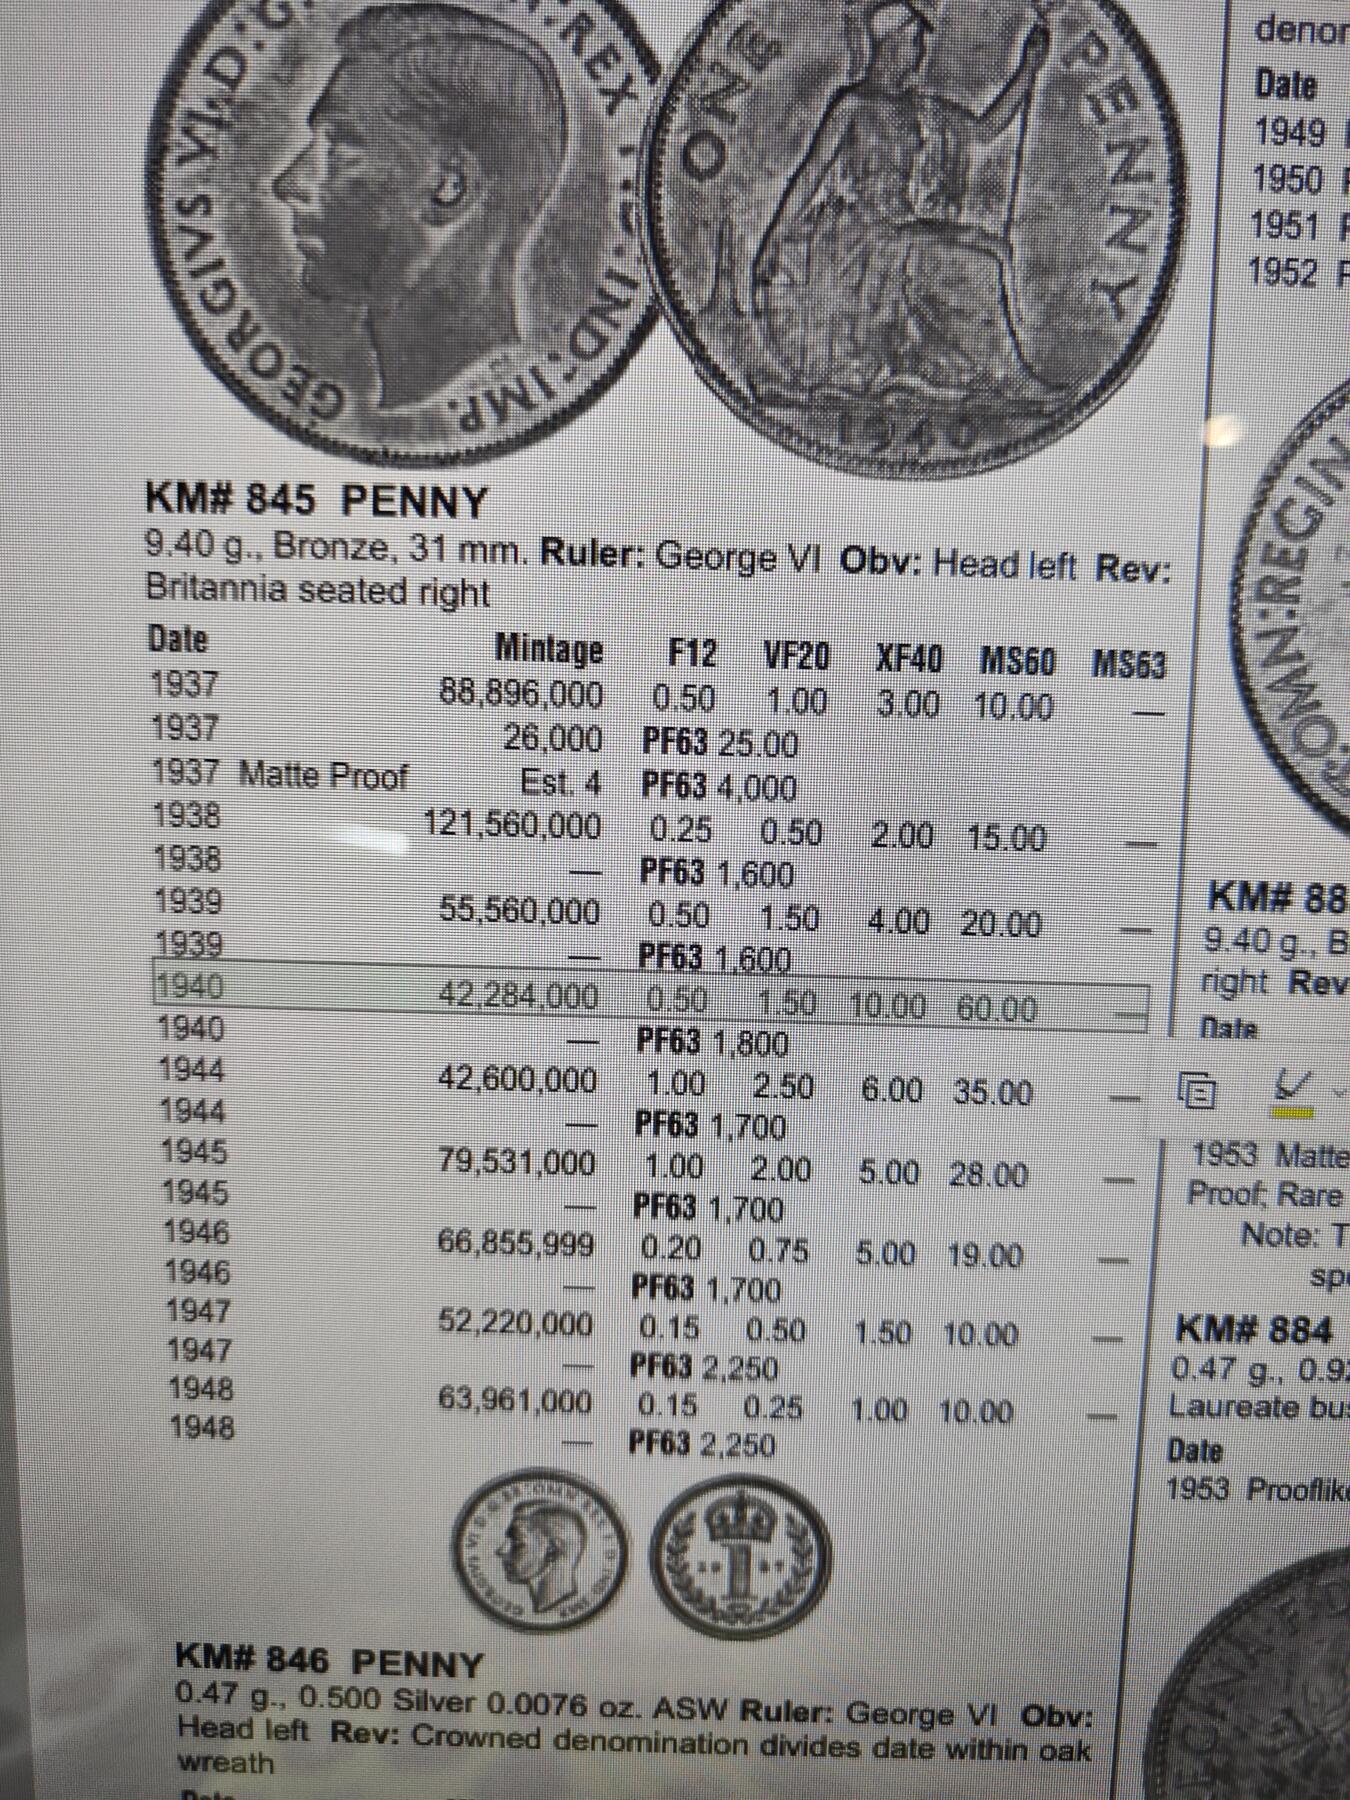 GEORGIVS VI D:G
REX
IND:IMP.
ONE
PENNY
1940
KM# 845 PENNY
9.40 g., Bronze, 31 mm. Ruler: George VI Obv: Head left Rev:
Britannia seated right
Date Mintage F12 VF20 XF40 MS60 MS63
1937 88,896,000 0.50 1.00 3.00 10.00 —
1937 26,000 PF63 25.00
1937 Matte Proof Est. 4 PF63 4,000
1938 121,560,000 0.25 0.50 2.00 15.00 —
1938 — PF63 1,600
1939 55,560,000 0.50 1.50 4.00 20.00 —
1939 — PF63 1,600
1940 42,284,000 0.50 1.50 10.00 60.00 —
1940 — PF63 1,800
1944 42,600,000 1.00 2.50 6.00 35.00 —
1944 — PF63 1,700
1945 79,531,000 1.00 2.00 5.00 28.00 —
1945 — PF63 1,700
1946 66,855,999 0.20 0.75 5.00 19.00 —
1946 — PF63 1,700
1947 52,220,000 0.15 0.50 1.50 10.00 —
1947 — PF63 2,250
1948 63,961,000 0.15 0.25 1.00 10.00 —
1948 — PF63 2,250
KM# 846 PENNY
0.47 g., 0.500 Silver 0.0076 oz. ASW Ruler: George VI Obv:
Head left Rev: Crowned denomination divides date within oak
wreath
denor
Date
1949
1950
1951
1952
REGIN
KM# 88
9.40 g., B
right Rev
Date
1953 Matte
Proof; Rare
Note: T
spe
KM# 884
0.47 g., 0.92
Laureate bus
Date
1953 Prooflike